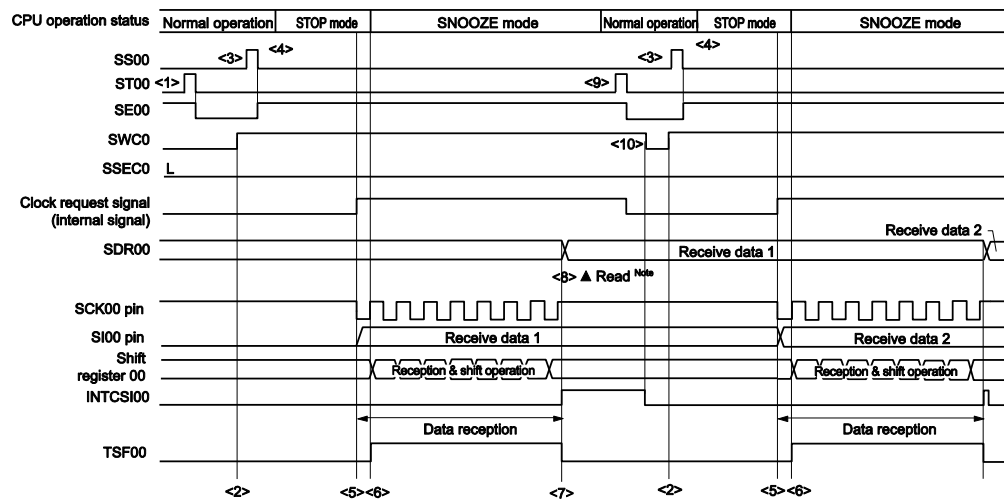 CPU operation status Normal operation STOP mode SNOOZE mode Normal operation STOP mode SNOOZE mode
SS00 <3> <4> <3> <4>
ST00 <1> <9>
SE00
SWC0 <10>
SSEC0 L
Clock request signal
(internal signal)
SDR00 Receive data 1 Receive data 2
<8> ▲ Read Note
SCK00 pin
SI00 pin Receive data 1 Receive data 2
Shift
register 00 Reception & shift operation Reception & shift operation
INTCSI00
Data reception Data reception
TSF00
<2> <5> <6> <7> <2> <5> <6>